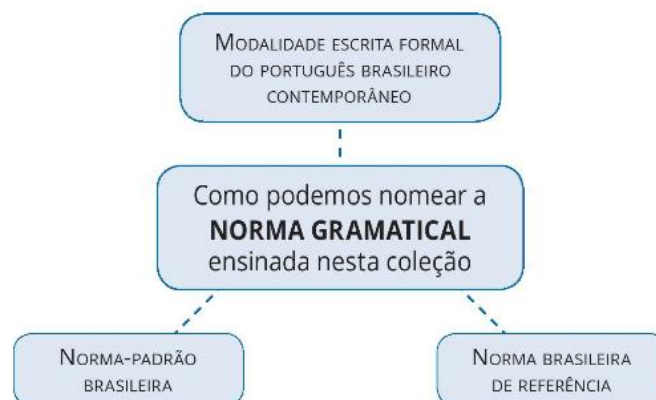 MODALIDADE ESCRITA FORMAL
DO PORTUGUÊS BRASILEIRO
CONTEMPORÂNEO
Como podemos nomear a
NORMA GRAMATICAL
ensinada nesta coleção
NORMA-PADRÃO
BRASILEIRA
NORMA BRASILEIRA
DE REFERÊNCIA